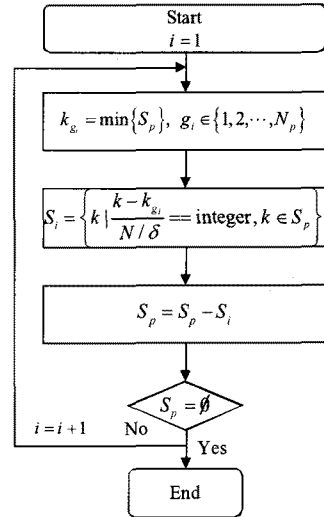 Start
i = 1
k_{g_i} = min{S_p}, g_i ∈ {1, 2, ⋯, N_p}
S_i = {k | (k − k_{g_i}) / (N / δ) == integer, k ∈ S_p}
S_p = S_p − S_i
S_p = ∅
i = i + 1 No
Yes
End